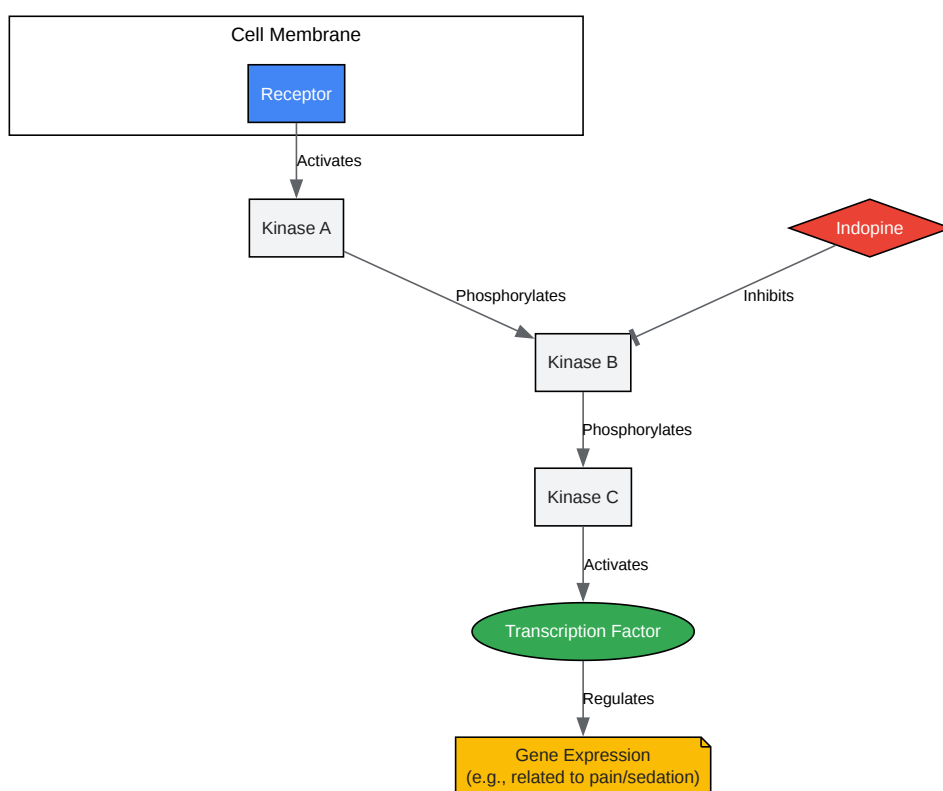 Cell Membrane
Receptor
Activates
Kinase A
Indopine
Phosphorylates
Inhibits
Kinase B
Phosphorylates
Kinase C
Activates
Transcription Factor
Regulates
Gene Expression
(e.g., related to pain/sedation)